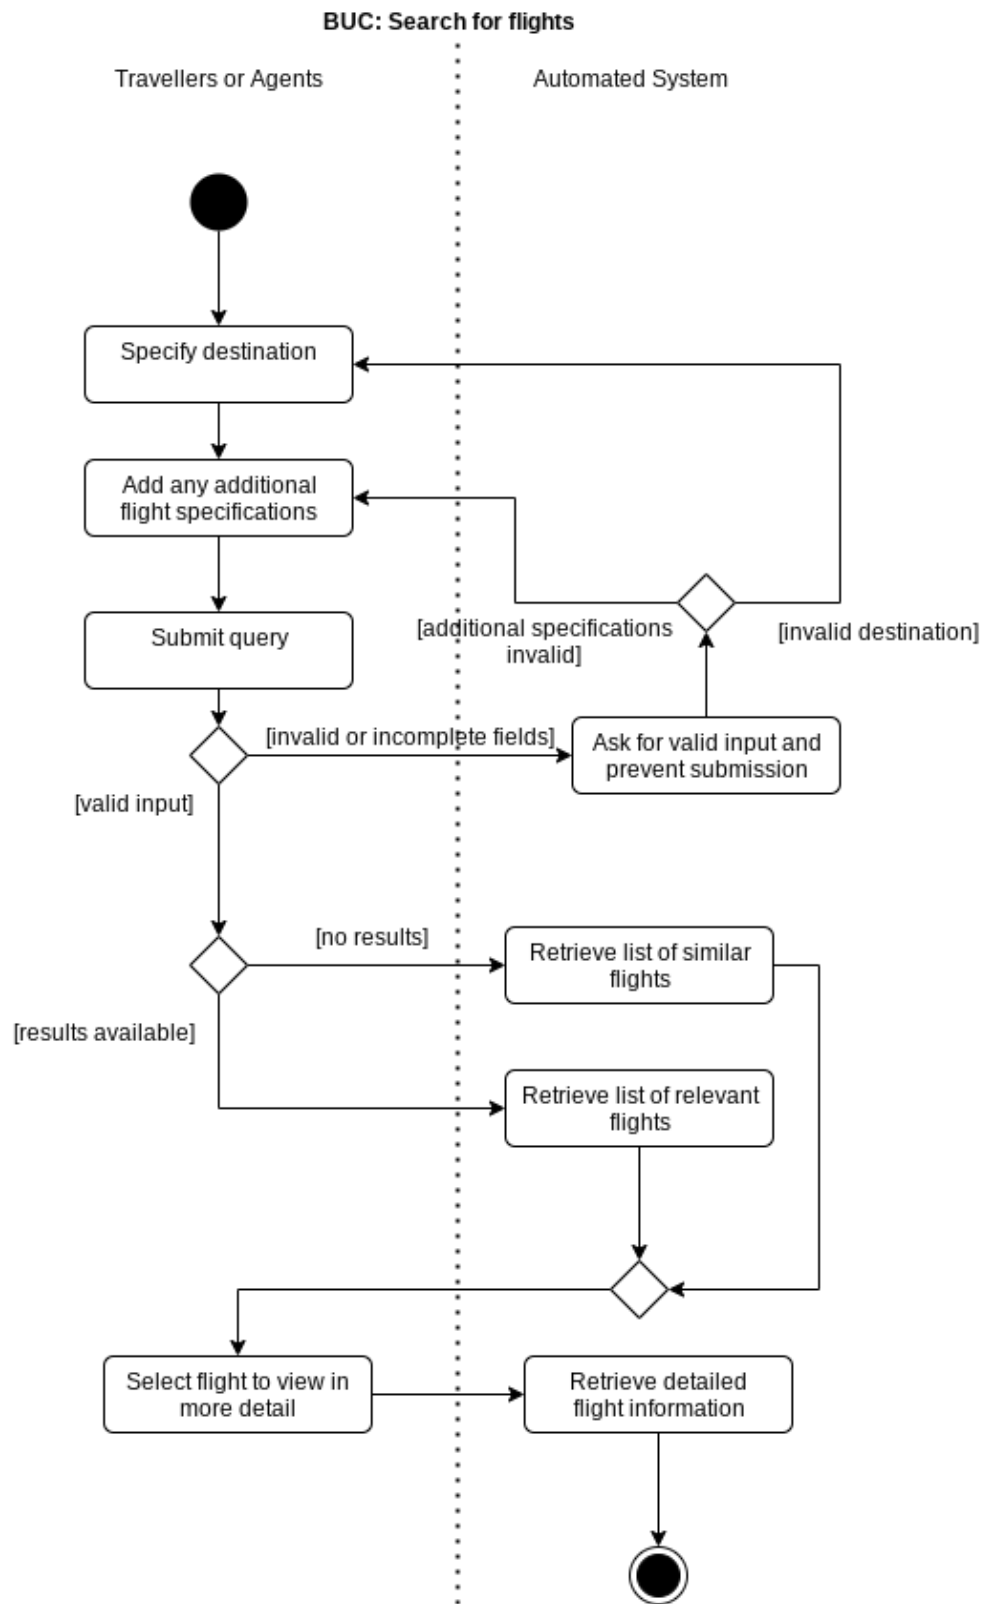 BUC: Search for flights
Travellers or Agents
Automated System
Specify destination
Add any additional
flight specifications
Submit query
[additional specifications
invalid]
[invalid destination]
[invalid or incomplete fields]
Ask for valid input and
prevent submission
[valid input]
[no results]
Retrieve list of similar
flights
[results available]
Retrieve list of relevant
flights
Select flight to view in
more detail
Retrieve detailed
flight information